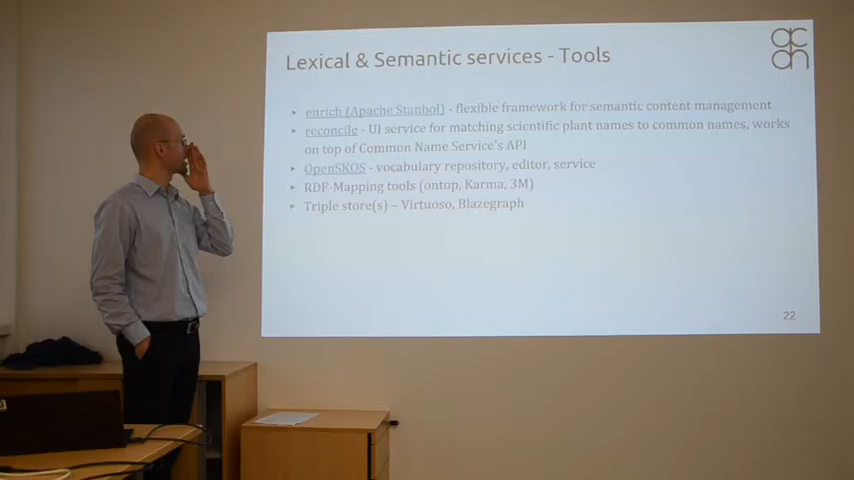 Lexical & Semantic services - Tools
acdh
enrich (Apache Stanbol) - flexible framework for semantic content management
reconcile - UI service for matching scientific plant names to common names, works
on top of Common Name Service's API
OpenSKOS - vocabulary repository, editor, service
RDF-Mapping tools (ontop, Karma, 3M)
Triple store(s) – Virtuoso, Blazegraph
22